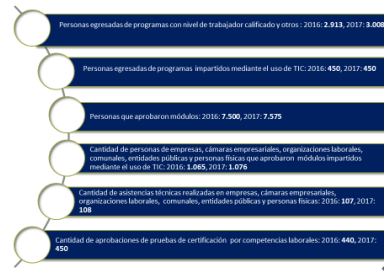 Personas egresadas de programas con nivel de trabajador calificado y otros : 2016: 2.913, 2017: 3.008
Personas egresadas de programas impartidos mediante el uso de TIC: 2016: 450, 2017: 450
Personas que aprobaron módulos: 2016: 7.500, 2017: 7.575
Cantidad de personas de empresas, cámaras empresariales, organizaciones laborales,
comunales, entidades públicas y personas físicas que aprobaron módulos impartidos
mediante el uso de TIC: 2016: 1.065, 2017: 1.076
Cantidad de asistencias técnicas realizadas en empresas, cámaras empresariales,
organizaciones laborales, comunales, entidades públicas y personas físicas: 2016: 107, 2017:
108
Cantidad de aprobaciones de pruebas de certificación por competencias laborales: 2016: 440, 2017:
450